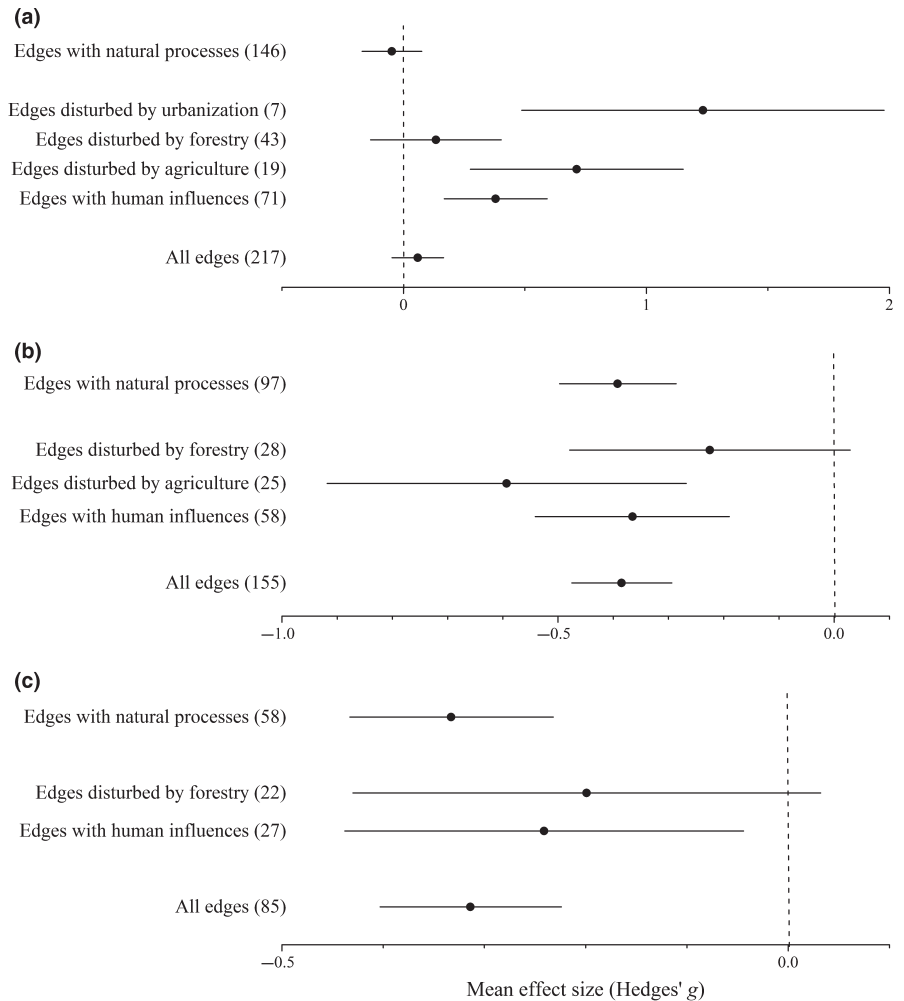 (a)
Edges with natural processes (146)
Edges disturbed by urbanization (7)
Edges disturbed by forestry (43)
Edges disturbed by agriculture (19)
Edges with human influences (71)
All edges (217)
0 1 2
(b)
Edges with natural processes (97)
Edges disturbed by forestry (28)
Edges disturbed by agriculture (25)
Edges with human influences (58)
All edges (155)
−1.0 −0.5 0.0
(c)
Edges with natural processes (58)
Edges disturbed by forestry (22)
Edges with human influences (27)
All edges (85)
−0.5 0.0
Mean effect size (Hedges' g)